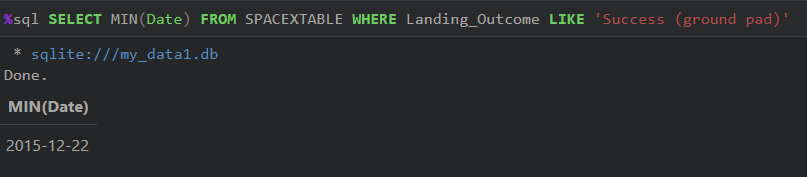 %sql SELECT MIN(Date) FROM SPACEXTABLE WHERE Landing_Outcome LIKE 'Success (ground pad)'
* sqlite:///my_data1.db
Done.
MIN(Date)
2015-12-22